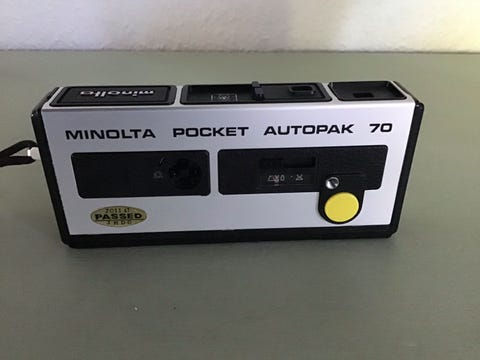 minolta
MINOLTA POCKET AUTOPAK 70
PASSED